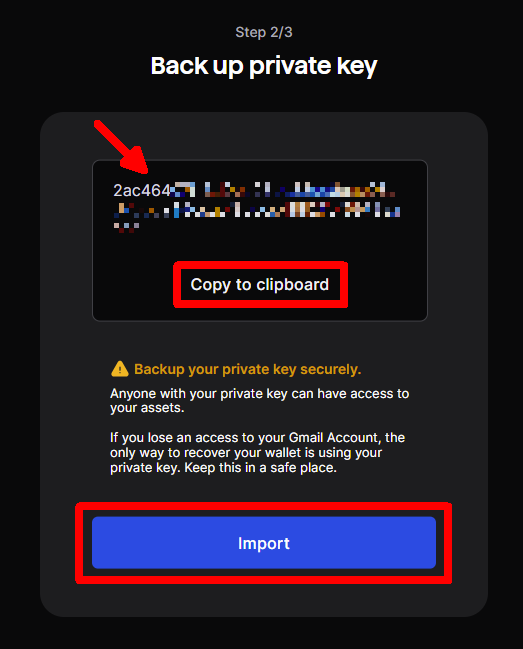 Step 2/3
Back up private key
2ac464
Copy to clipboard
Backup your private key securely.
Anyone with your private key can have access to
your assets.
If you lose an access to your Gmail Account, the
only way to recover your wallet is using your
private key. Keep this in a safe place.
Import